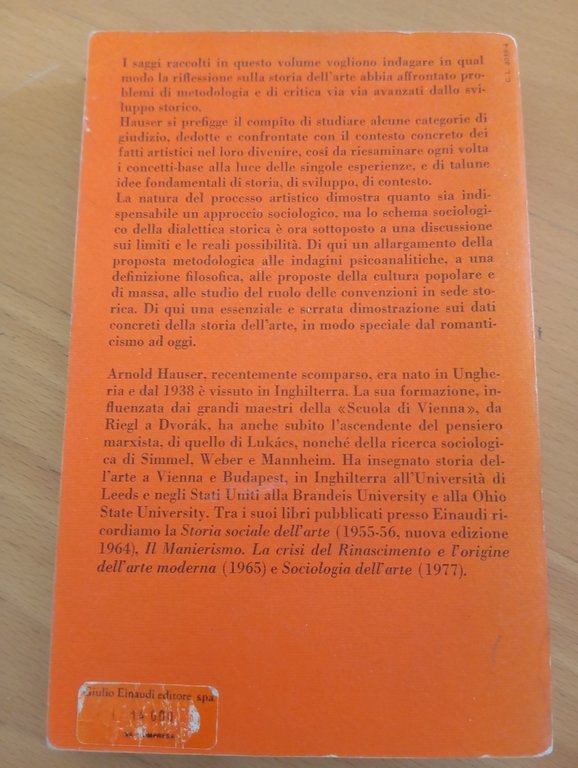 I saggi raccolti in questo volume vogliono indagare in qual
modo la riflessione sulla storia dell'arte abbia affrontato pro-
blemi di metodologia e di critica via via avanzati dallo svi-
luppo storico.
Hauser si prefigge il compito di studiare alcune categorie di
giudizio, dedotte e confrontate con il contesto concreto dei
fatti artistici nel loro divenire, così da riesaminare ogni volta
i concetti-base alla luce delle singole esperienze, e di talune
idee fondamentali di storia, di sviluppo, di contesto.
La natura del processo artistico dimostra quanto sia indi-
spensabile un approccio sociologico, ma lo schema sociologi-
co della dialettica storica è ora sottoposto a una discussione
sui limiti e le reali possibilità. Di qui un allargamento della
proposta metodologica alle indagini psicoanalitiche, a una
definizione filosofica, alle proposte della cultura popolare e
di massa, allo studio del ruolo delle convenzioni in sede sto-
rica. Di qui una essenziale e serrata dimostrazione sui dati
concreti della storia dell'arte, in modo speciale dal romanti-
cismo ad oggi.
Arnold Hauser, recentemente scomparso, era nato in Unghe-
ria e dal 1938 è vissuto in Inghilterra. La sua formazione, in-
fluenzata dai grandi maestri della «Scuola di Vienna», da
Riegl a Dvorák, ha anche subito l'ascendente del pensiero
marxista, di quello di Lukács, nonché della ricerca sociologica
di Simmel, Weber e Mannheim. Ha insegnato storia del-
l'arte a Vienna e Budapest, in Inghilterra all'Università di
Leeds e negli Stati Uniti alla Brandeis University e alla Ohio
State University. Tra i suoi libri pubblicati presso Einaudi ri-
cordiamo la Storia sociale dell'arte (1955-56, nuova edizione
1964), Il Manierismo. La crisi del Rinascimento e l'origine
dell'arte moderna (1965) e Sociologia dell'arte (1977).
Giulio Einaudi editore spa